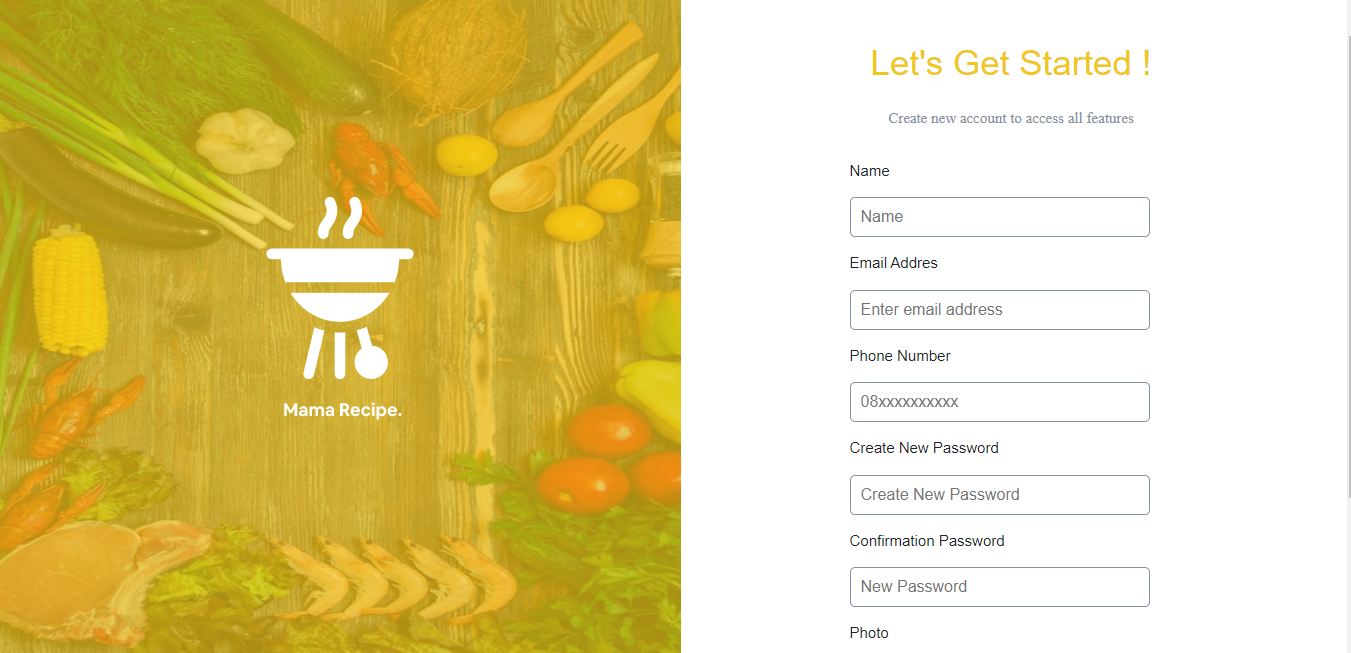 Mama Recipe.
Let's Get Started !
Create new account to access all features
Name
Name
Email Addres
Enter email address
Phone Number
08xxxxxxxxxx
Create New Password
Create New Password
Confirmation Password
New Password
Photo